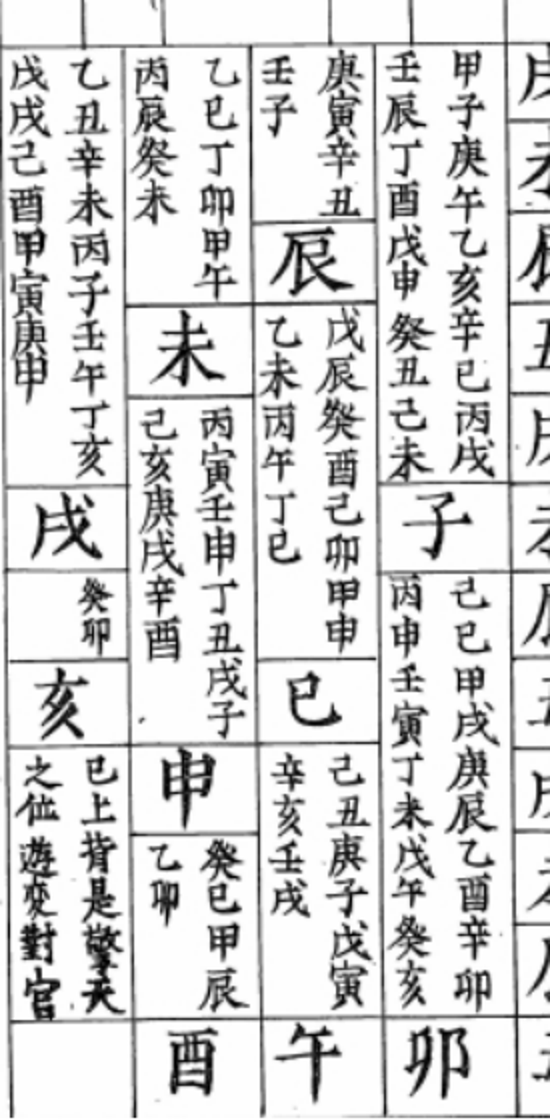 甲子庚午乙亥辛巳丙戌
壬辰丁酉戊申癸丑己未
子
己巳甲戌庚辰乙酉辛卯
丙申壬寅丁未戊午癸亥
卯
庚寅辛丑
壬子
辰
戊辰癸酉己卯甲申
乙未丙午丁巳
巳
己丑庚子戊寅
辛亥壬戌
午
乙巳丁卯甲午
丙辰癸未
未
丙寅壬申丁丑戊子
己亥庚戌辛酉
申
癸巳甲辰
乙卯
酉
乙丑辛未丙子壬午丁亥
戊戌己酉甲寅庚申
戌
癸卯
亥
已上皆是擎天
之位遊变對官